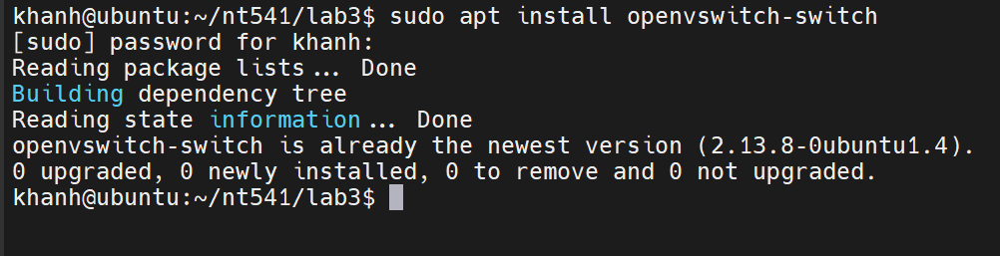 khanh@ubuntu:~/nt541/lab3$ sudo apt install openvswitch-switch
[sudo] password for khanh:
Reading package lists... Done
Building dependency tree
Reading state information... Done
openvswitch-switch is already the newest version (2.13.8-0ubuntu1.4).
0 upgraded, 0 newly installed, 0 to remove and 0 not upgraded.
khanh@ubuntu:~/nt541/lab3$